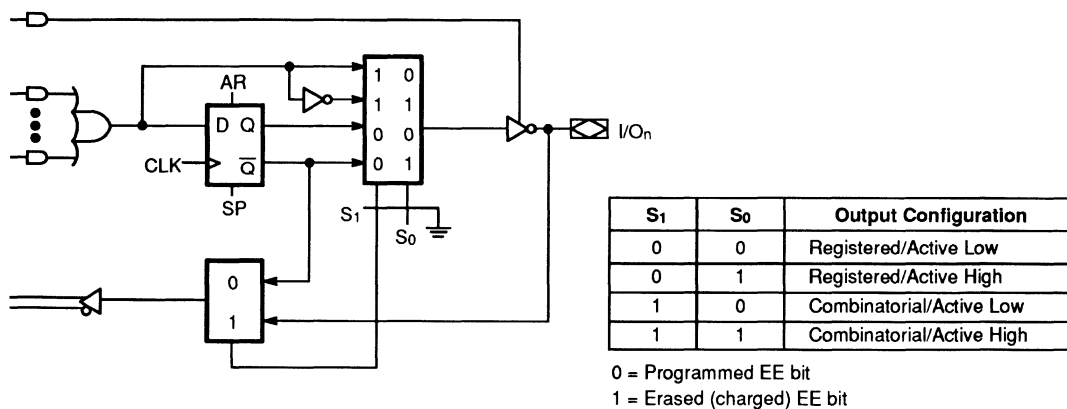 AR
D Q
CLK
Q
SP
1 0
1 1
0 0
0 1
I/On
S1
S0
0
1
S1 S0 Output Configuration
0 0 Registered/Active Low
0 1 Registered/Active High
1 0 Combinatorial/Active Low
1 1 Combinatorial/Active High
0 = Programmed EE bit
1 = Erased (charged) EE bit